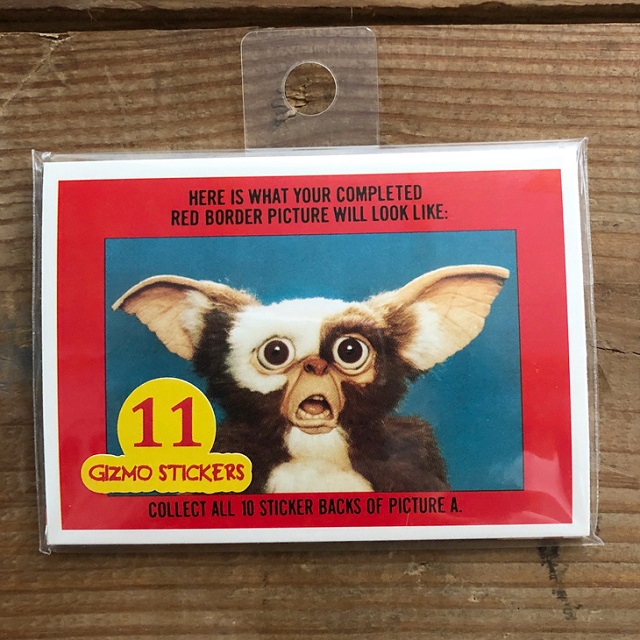 HERE IS WHAT YOUR COMPLETED
RED BORDER PICTURE WILL LOOK LIKE:
11
GIZMO STICKERS
COLLECT ALL 10 STICKER BACKS OF PICTURE A.